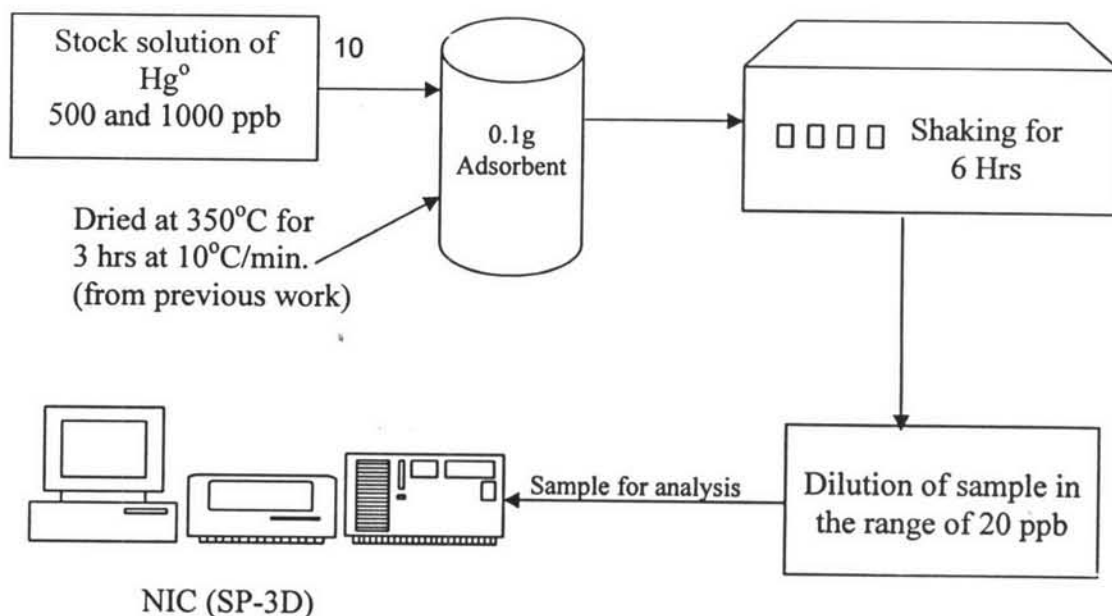 Stock solution of
Hg°
500 and 1000 ppb
10
0.1g
Adsorbent
Shaking for
6 Hrs
Dried at 350°C for
3 hrs at 10°C/min.
(from previous work)
Sample for analysis
Dilution of sample in
the range of 20 ppb
NIC (SP-3D)